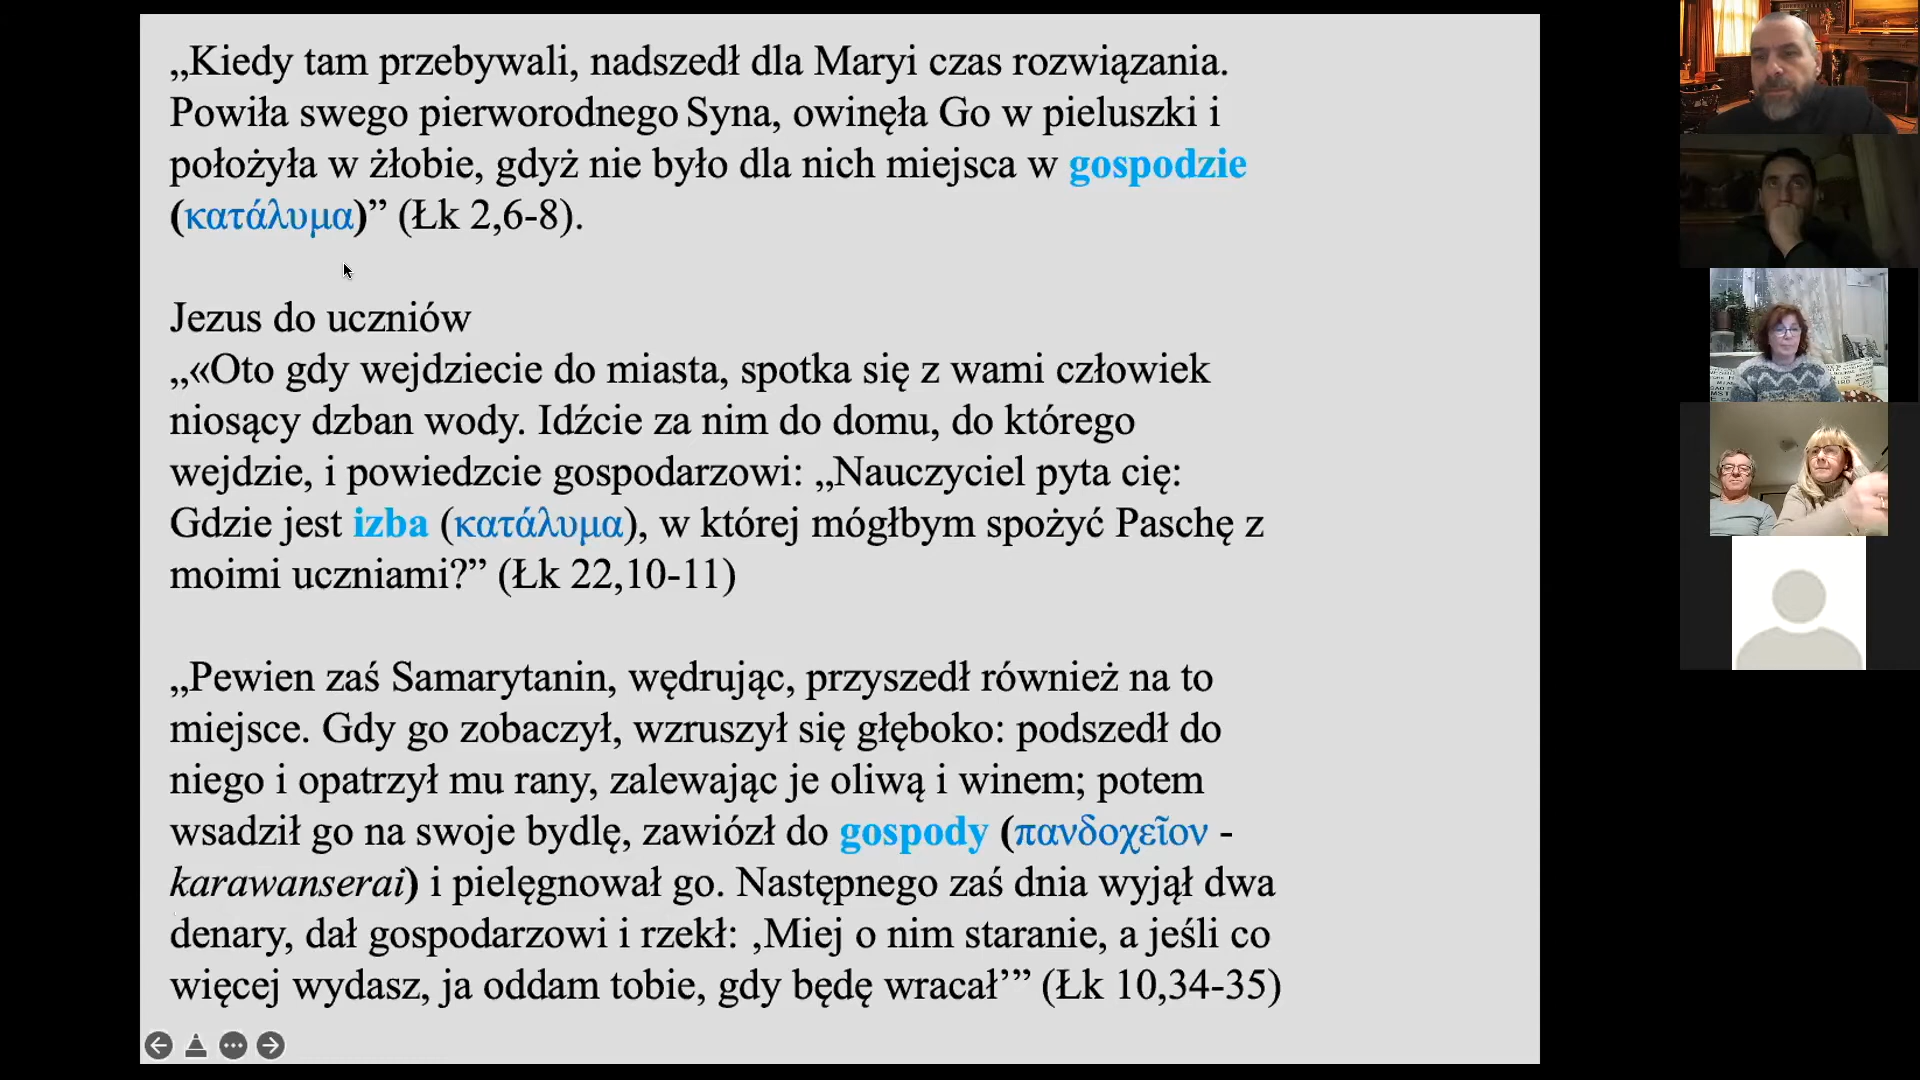 „Kiedy tam przebywali, nadszedł dla Maryi czas rozwiązania.
Powiła swego pierworodnego Syna, owinęła Go w pieluszki i
położyła w żłobie, gdyż nie było dla nich miejsca w gospodzie
(κατάλυμα)” (Łk 2,6-8).
Jezus do uczniów
„«Oto gdy wejdziecie do miasta, spotka się z wami człowiek
niosący dzban wody. Idźcie za nim do domu, do którego
wejdzie, i powiedzcie gospodarzowi: „Nauczyciel pyta cię:
Gdzie jest izba (κατάλυμα), w której mógłbym spożyć Paschę z
moimi uczniami?” (Łk 22,10-11)
„Pewien zaś Samarytanin, wędrując, przyszedł również na to
miejsce. Gdy go zobaczył, wzruszył się głęboko: podszedł do
niego i opatrzył mu rany, zalewając je oliwą i winem; potem
wsadził go na swoje bydlę, zawiózł do gospody (πανδοχεῖον -
karawanserai) i pielęgnował go. Następnego zaś dnia wyjął dwa
denary, dał gospodarzowi i rzekł: ‚Miej o nim staranie, a jeśli co
więcej wydasz, ja oddam tobie, gdy będę wracał’” (Łk 10,34-35)